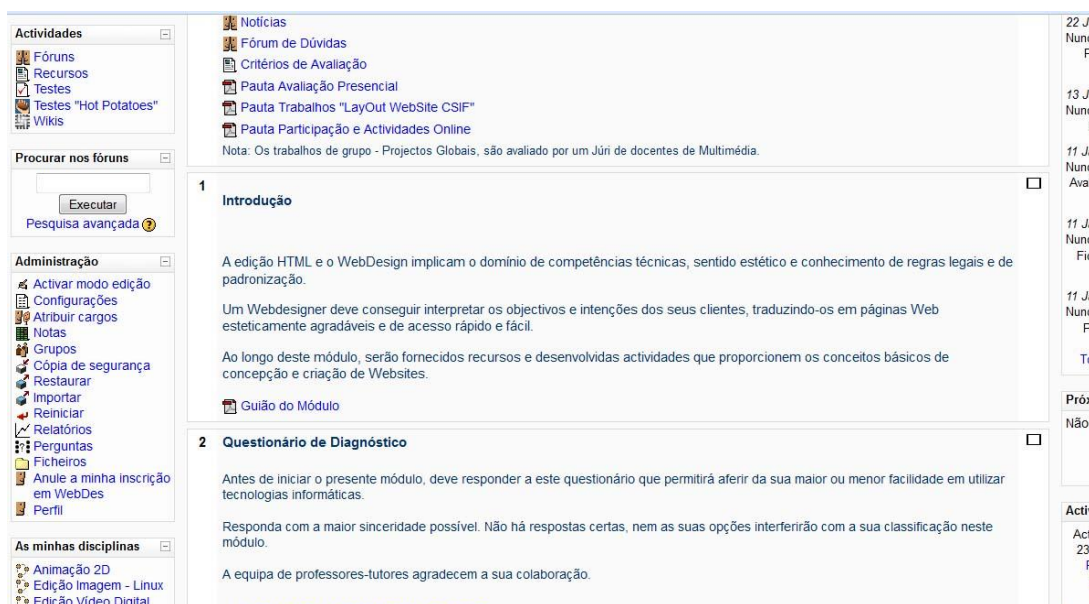 Actividades
Fóruns
Recursos
Testes
Testes "Hot Potatoes"
Wikis
Procurar nos fóruns
Executar
Pesquisa avançada
Administração
Activar modo edição
Configurações
Atribuir cargos
Notas
Grupos
Cópia de segurança
Restaurar
Importar
Reiniciar
Relatórios
Perguntas
Ficheiros
Anule a minha inscrição
em WebDes
Perfil
As minhas disciplinas
Animação 2D
Edição Imagem - Linux
Edição Vídeo Digital
Notícias
Fórum de Dúvidas
Critérios de Avaliação
Pauta Avaliação Presencial
Pauta Trabalhos "LayOut WebSite CSIF"
Pauta Participação e Actividades Online
Nota: Os trabalhos de grupo - Projectos Globais, são avaliado por um Júri de docentes de Multimédia.
1
Introdução
A edição HTML e o WebDesign implicam o domínio de competências técnicas, sentido estético e conhecimento de regras legais e de
padronização.
Um Webdesigner deve conseguir interpretar os objectivos e intenções dos seus clientes, traduzindo-os em páginas Web
esteticamente agradáveis e de acesso rápido e fácil.
Ao longo deste módulo, serão fornecidos recursos e desenvolvidas actividades que proporcionem os conceitos básicos de
concepção e criação de Websites.
Guião do Módulo
2 Questionário de Diagnóstico
Antes de iniciar o presente módulo, deve responder a este questionário que permitirá aferir da sua maior ou menor facilidade em utilizar
tecnologias informáticas.
Responda com a maior sinceridade possível. Não há respostas certas, nem as suas opções interferirão com a sua classificação neste
módulo.
A equipa de professores-tutores agradecem a sua colaboração.
22
13
11
11
11
Não
23